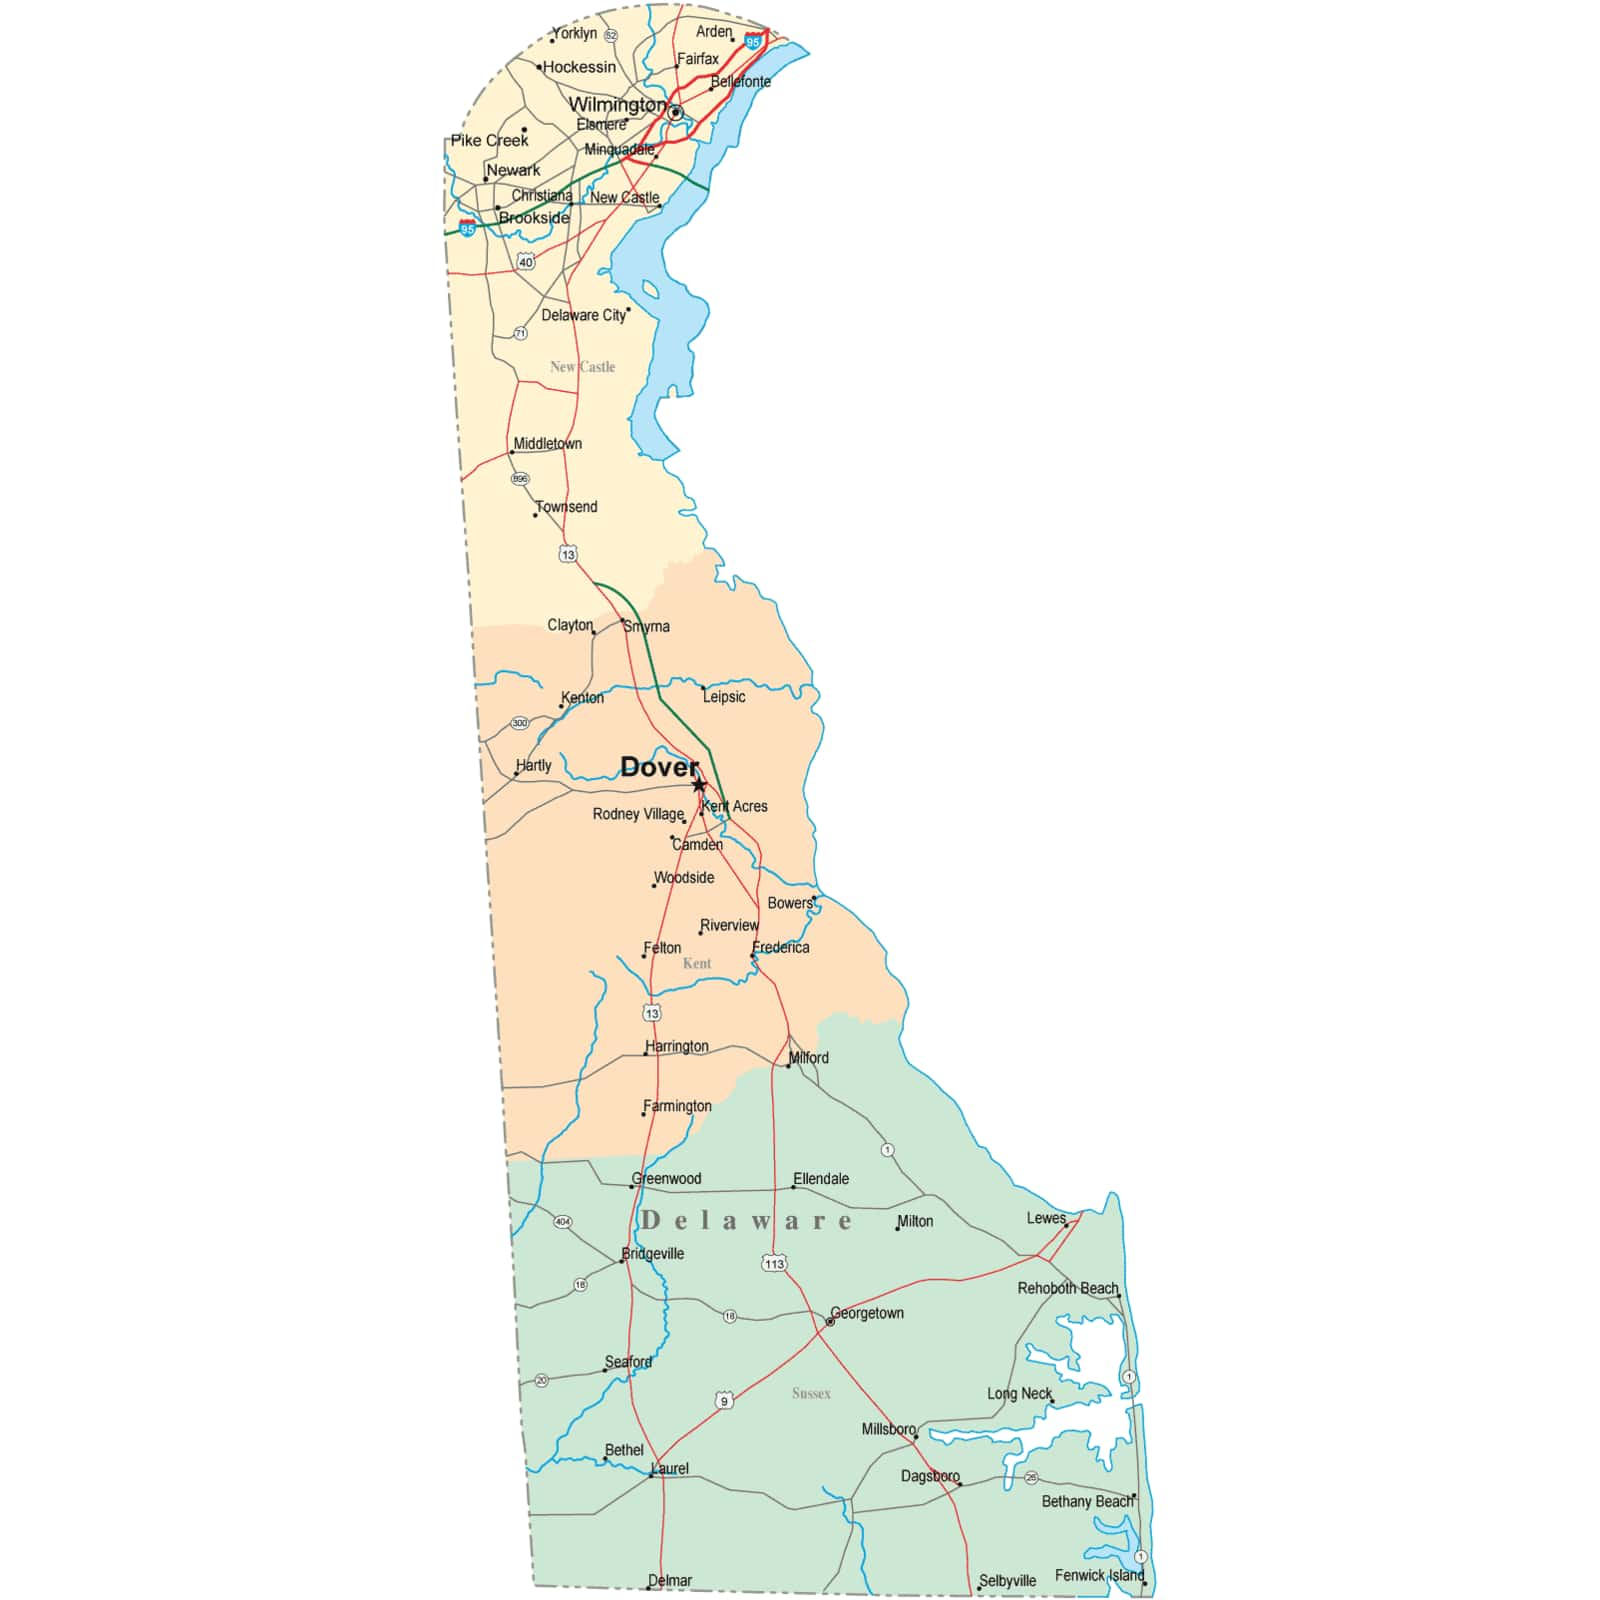 Yorklyn
52
Arden
95
Hockessin
Fairfax
Bellefonte
Wilmington
Elsmere
Pike Creek
Minquadale
Newark
Christiana
New Castle
Brookside
95
40
Delaware City
71
New Castle
Middletown
896
Townsend
13
Clayton
Smyrna
Kenton
Leipsic
300
Hartly
Dover
Kent Acres
Rodney Village
Camden
Woodside
Bowers
Riverview
Felton
Frederica
Kent
13
Harrington
Milford
Farmington
1
Greenwood
Ellendale
404
Delaware
Milton
Lewes
Bridgeville
113
18
Rehoboth Beach
16
Georgetown
Seaford
20
1
9
Sussex
Long Neck
Millsboro
Bethel
Laurel
Dagsboro
26
Bethany Beach
1
Delmar
Selbyville
Fenwick Island